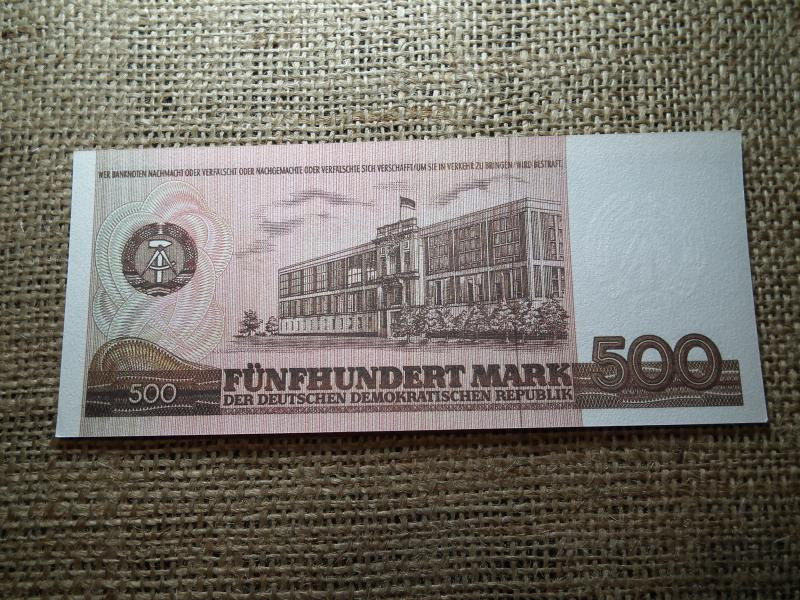 WER BANKNOTEN NACHMACHT ODER VERFÄLSCHT ODER NACHGEMACHTE ODER VERFÄLSCHTE SICH VERSCHAFFT/UM SIE IN VERKEHR ZU BRINGEN/WIRD BESTRAFT.
500
FÜNFHUNDERT MARK
DER DEUTSCHEN DEMOKRATISCHEN REPUBLIK
500